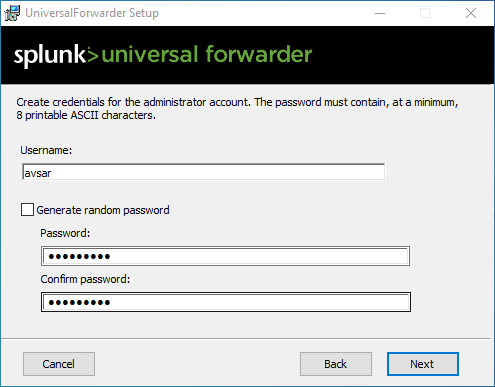 UniversalForwarder Setup
splunk> universal forwarder
Create credentials for the administrator account. The password must contain, at a minimum,
8 printable ASCII characters.
Username:
avsar
Generate random password
Password:
●●●●●●●●●
Confirm password:
●●●●●●●●●
Cancel Back Next